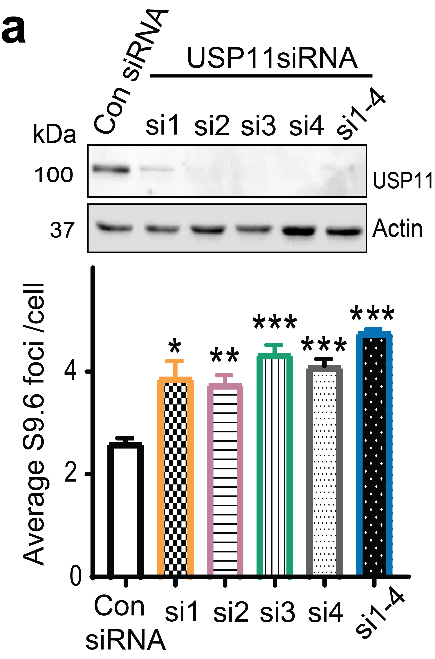 a
Con siRNA
USP11siRNA
si1 si2 si3 si4 si1-4
kDa
100
USP11
37
Actin
Average S9.6 foci /cell
4
2
0
* ** *** *** ***
Con
siRNA
si1 si2 si3 si4 si1-4